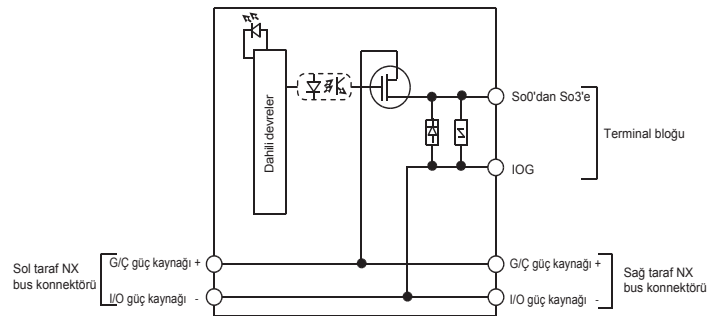 Dahili devreler
So0'dan So3'e
Terminal bloğu
IOG
Sol taraf NX
bus konnektörü
G/Ç güç kaynağı +
I/O güç kaynağı -
G/Ç güç kaynağı +
I/O güç kaynağı -
Sağ taraf NX
bus konnektörü